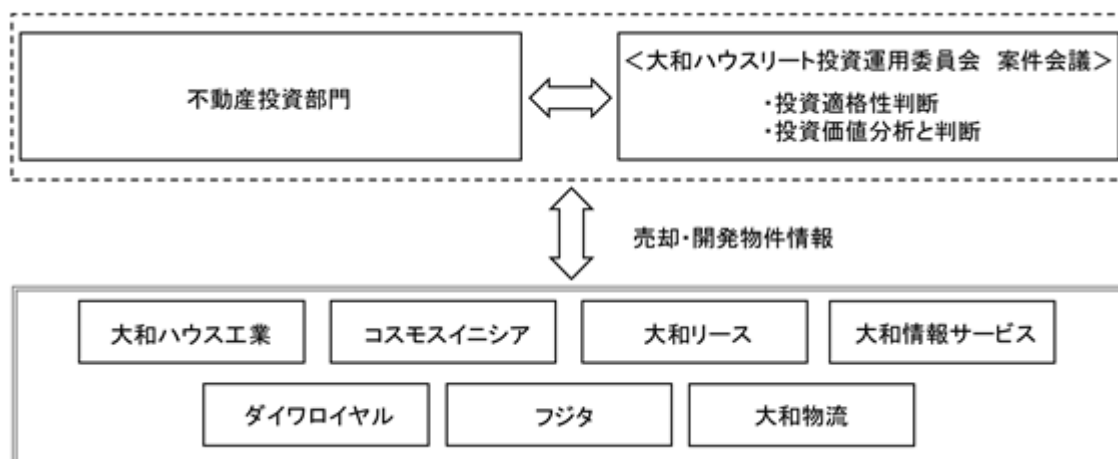 不動産投資部門
＜大和ハウスリート投資運用委員会　案件会議＞
・投資適格性判断
・投資価値分析と判断
売却・開発物件情報
大和ハウス工業
コスモスイニシア
大和リース
大和情報サービス
ダイワロイヤル
フジタ
大和物流